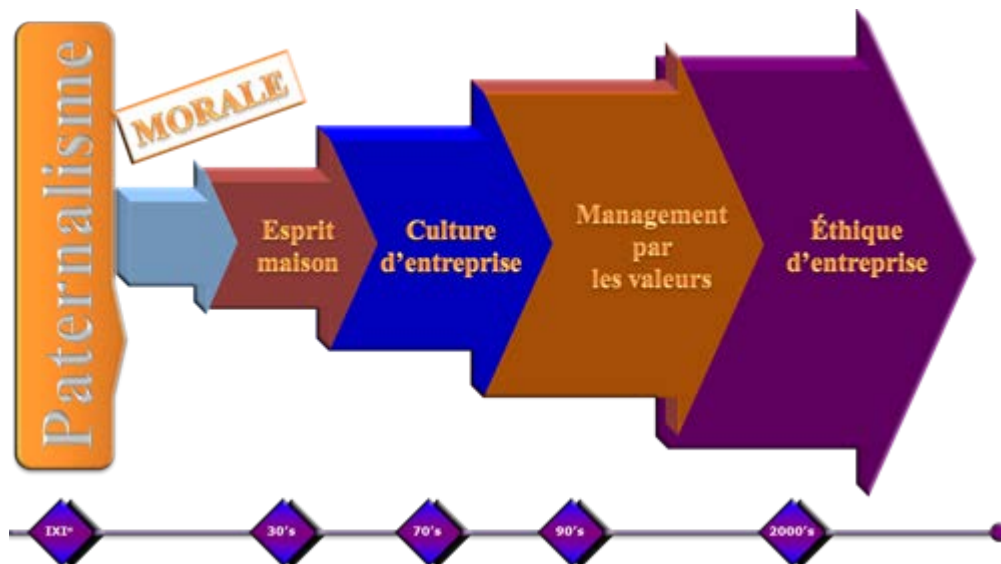 Paternalisme
MORALE
Esprit
maison
Culture
d’entreprise
Management
par
les valeurs
Éthique
d’entreprise
IXIᵉ
30’s
70’s
90’s
2000’s